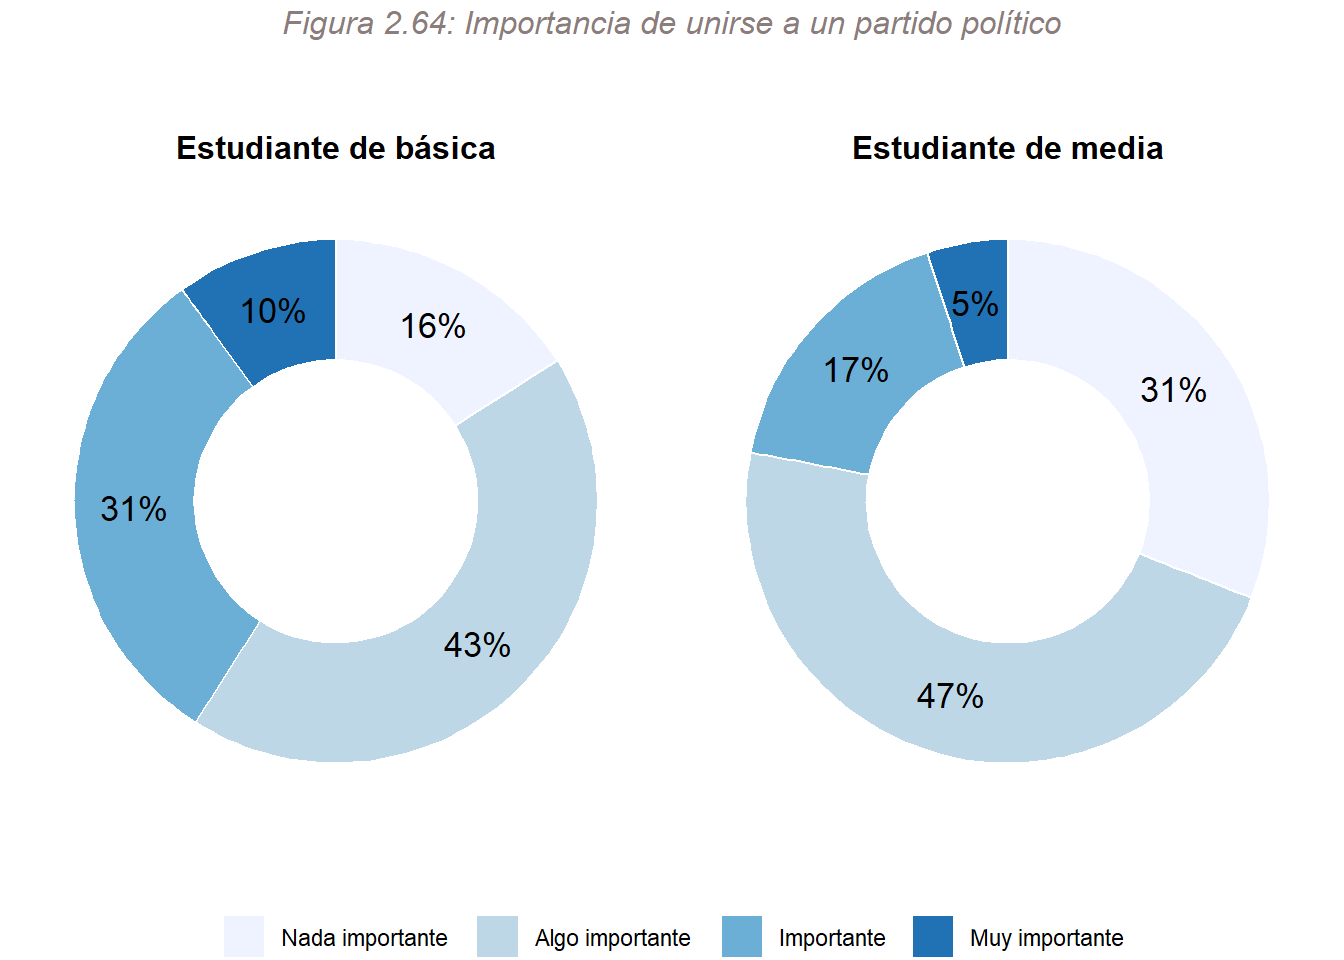 Figura 2.64: Importancia de unirse a un partido político
Estudiante de básica
Estudiante de media
10%
16%
31%
43%
5%
17%
31%
47%
Nada importante
Algo importante
Importante
Muy importante